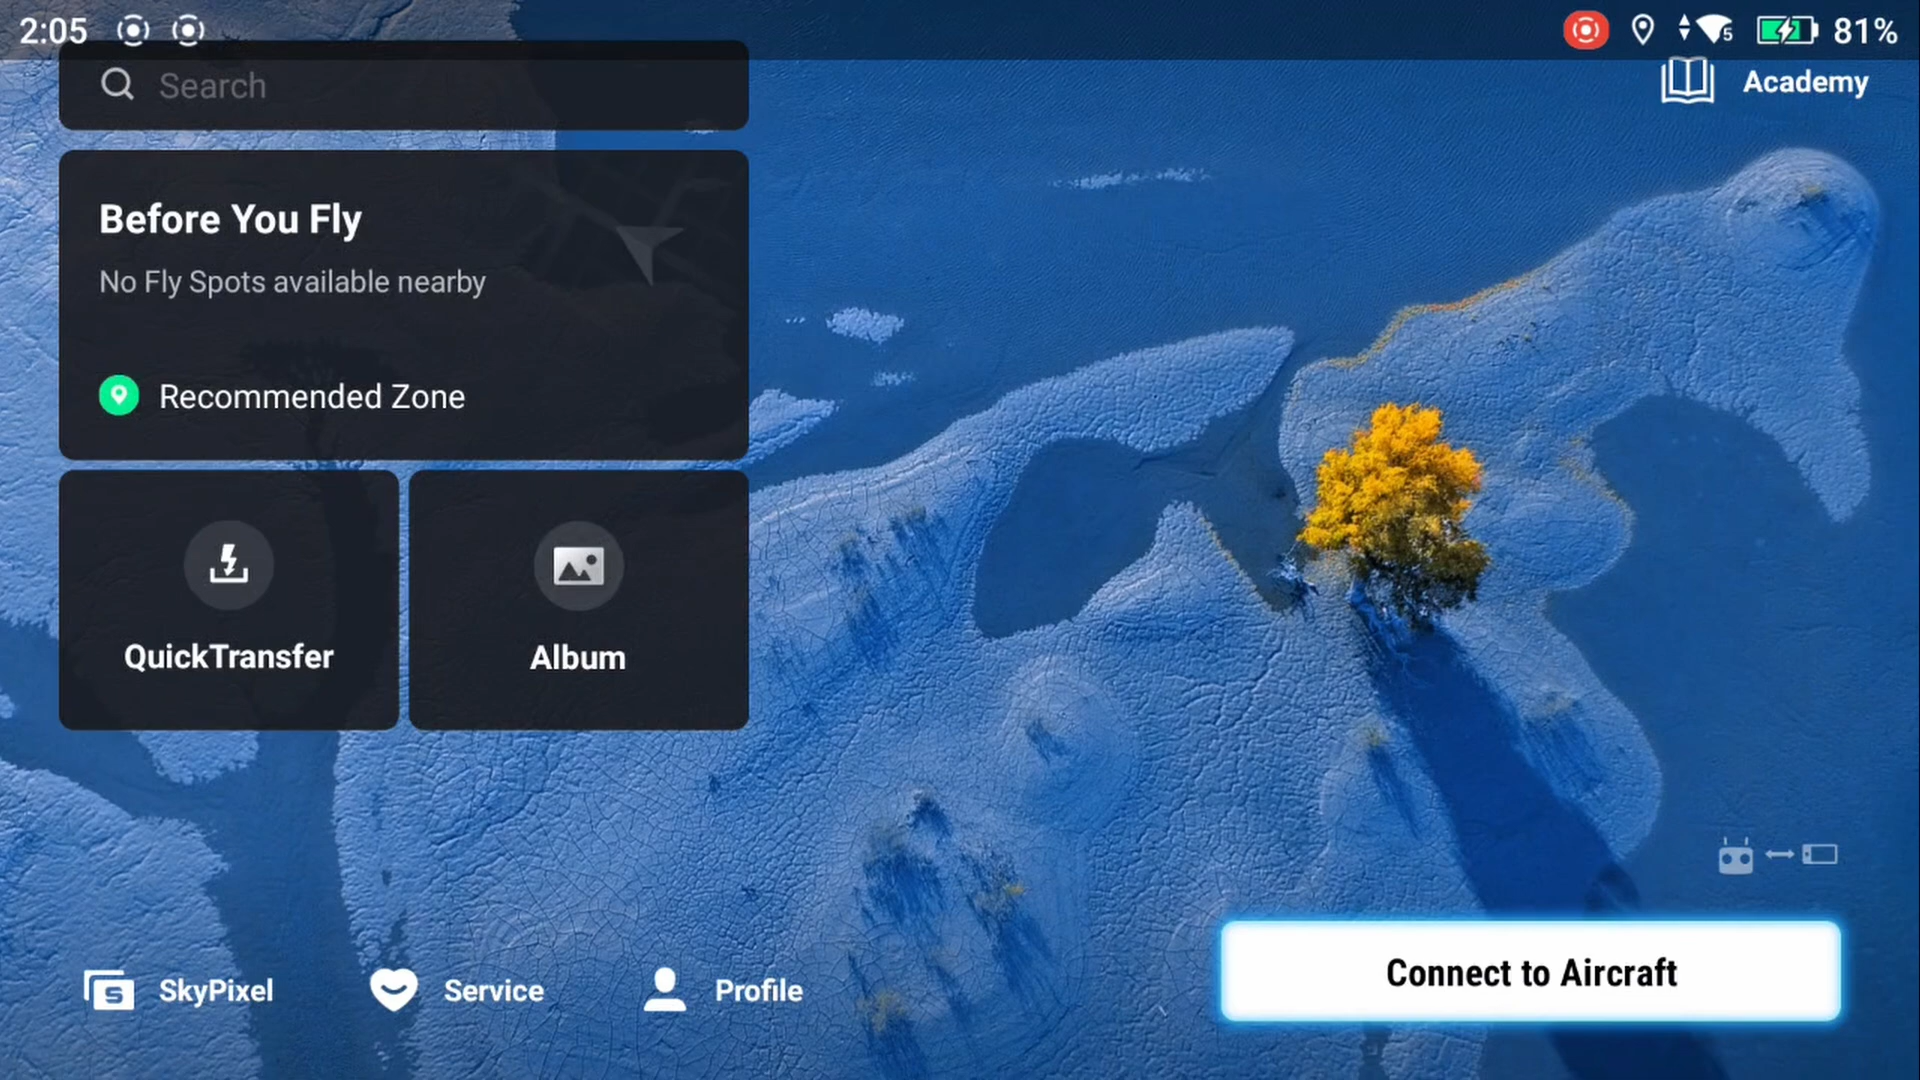 2:05
5
81%
Search
Academy
Before You Fly
No Fly Spots available nearby
Recommended Zone
QuickTransfer
Album
S
SkyPixel
Service
Profile
Connect to Aircraft